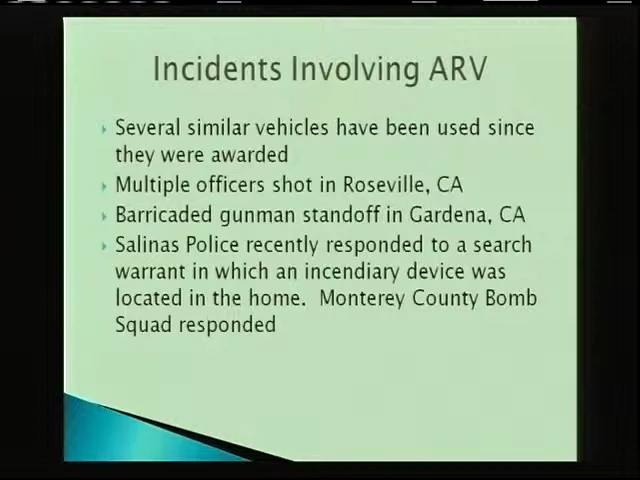 Incidents Involving ARV
Several similar vehicles have been used since
they were awarded
Multiple officers shot in Roseville, CA
Barricaded gunman standoff in Gardena, CA
Salinas Police recently responded to a search
warrant in which an incendiary device was
located in the home.  Monterey County Bomb
Squad responded